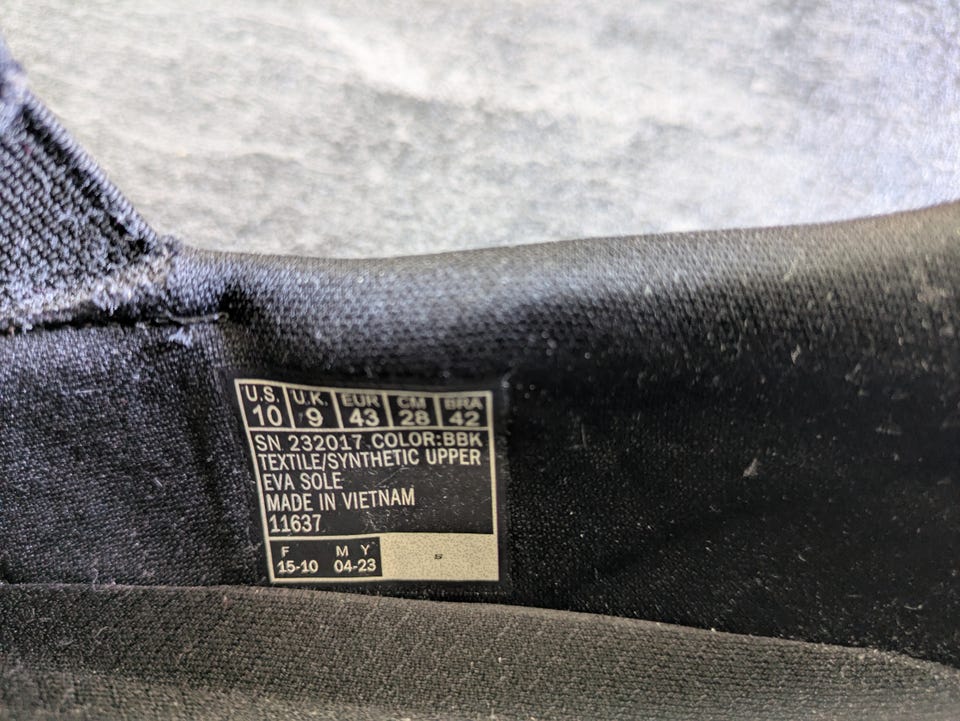 U.S. U.K. EUR CM BRA
10 9 43 28 42
SN 232017 COLOR:BBK
TEXTILE/SYNTHETIC UPPER
EVA SOLE
MADE IN VIETNAM
11637
F M Y
15-10 04-23